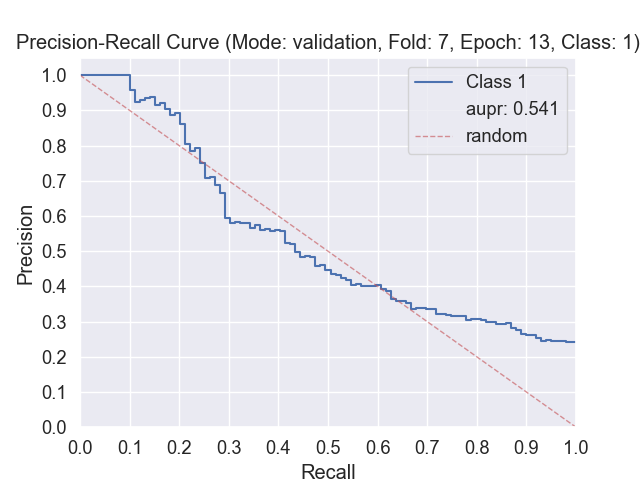 Precision-Recall Curve (Mode: validation, Fold: 7, Epoch: 13, Class: 1)
1.0
0.9
0.8
0.7
0.6
0.5
0.4
0.3
0.2
0.1
0.0
Precision
Class 1
aupr: 0.541
random
0.0 0.1 0.2 0.3 0.4 0.5 0.6 0.7 0.8 0.9 1.0
Recall